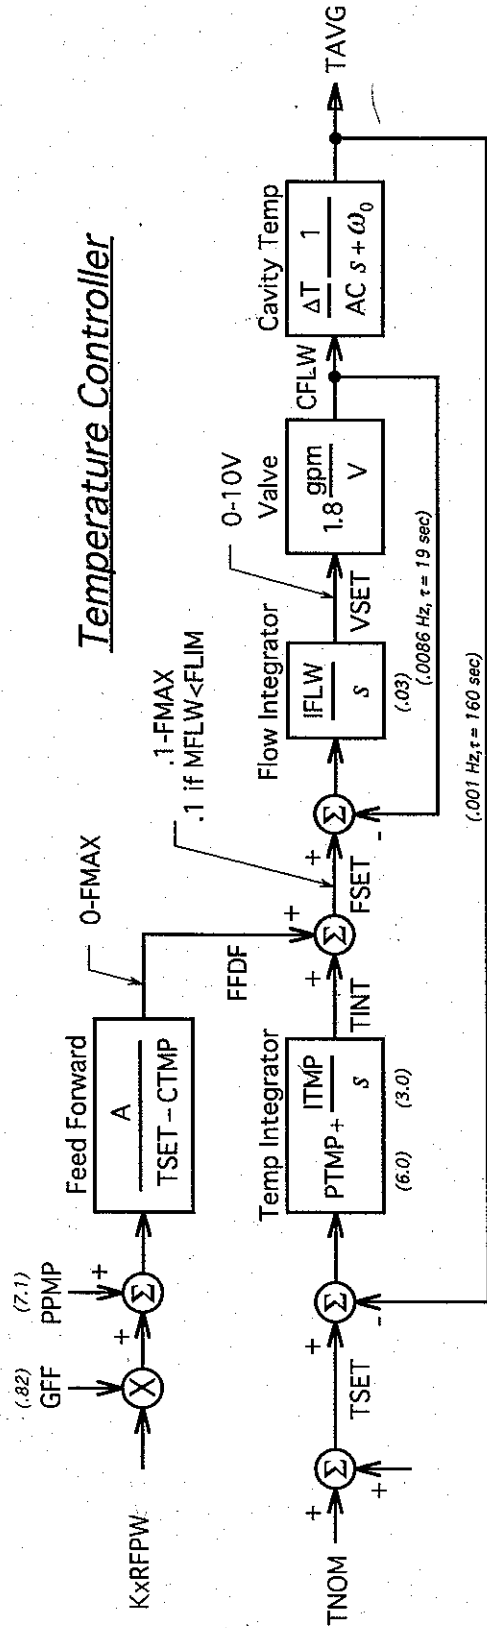 Temperature Controller
KxRFPW
(.82)
GFF
X
+
(7.1)
PPMP
+
Σ
Feed Forward
A
TSET – CTMP
0-FMAX
FFDF
.1-FMAX
.1 if MFLW<FLIM
0-10V
TNOM
+
Σ
+
TSET
+
Σ
-
Temp Integrator
PTMP + ITMP
s
(6.0) (3.0)
TINT
+
+
Σ
FSET
+
Σ
-
Flow Integrator
IFLW
s
(.03)
VSET
Valve
1.8 gpm
V
CFLW
Cavity Temp
ΔT 1
AC s + ω₀
TAVG
(.0086 Hz, τ = 19 sec)
(.001 Hz, τ = 160 sec)